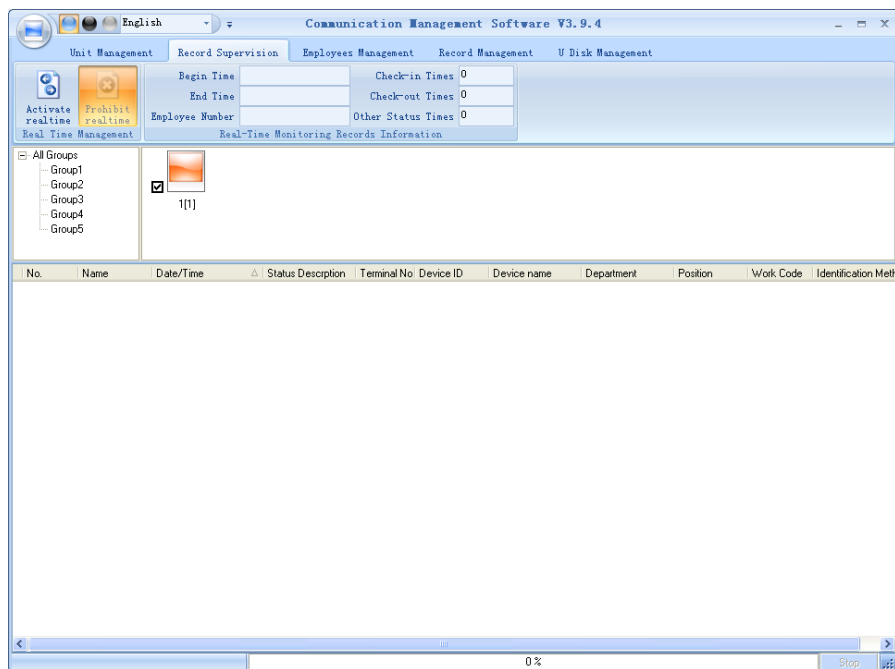 English
Communication Management Software V3.9.4
Unit Management Record Supervision Employees Management Record Management U Disk Management
Begin Time Check-in Times 0
End Time Check-out Times 0
Activate realtime Prohibit realtime Employee Number Other Status Times 0
Real Time Management Real-Time Monitoring Records Information
All Groups
Group1
Group2
Group3
Group4
Group5
1[1]
No. Name Date/Time Status Descrption Terminal No Device ID Device name Department Position Work Code Identification Meth
0 %
Stop